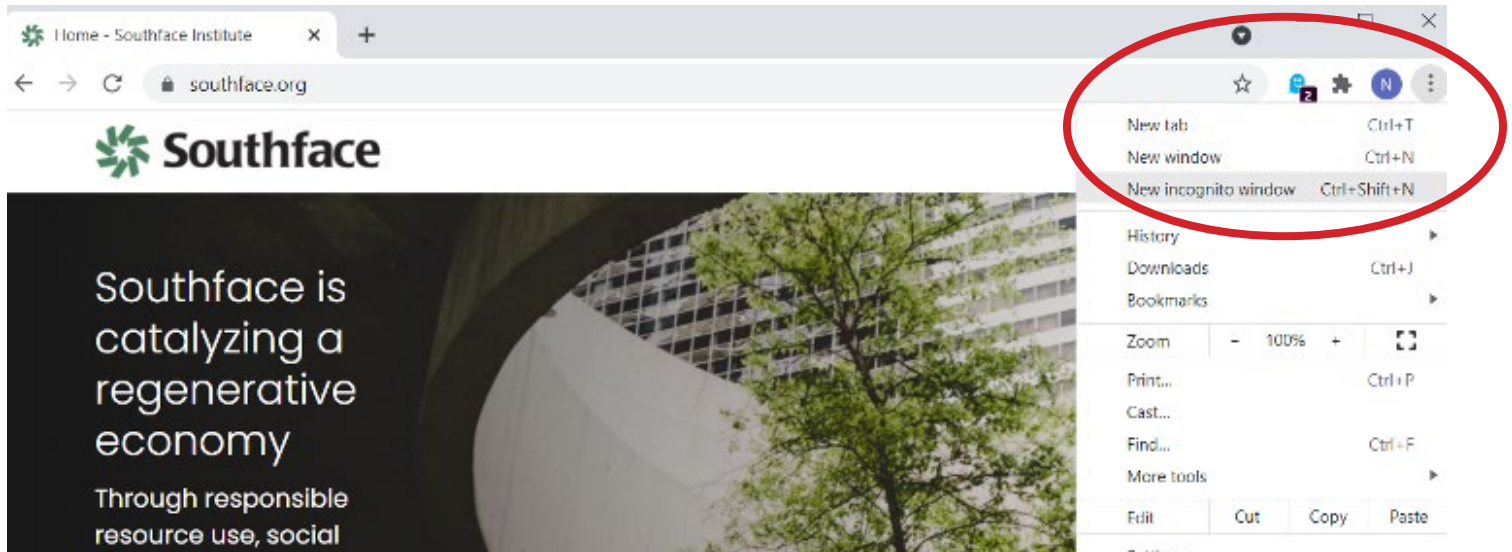 Home - Southface Institute
southface.org
2
N
Southface
New tab Ctrl+T
New window Ctrl+N
New incognito window Ctrl+Shift+N
History
Downloads Ctrl+J
Bookmarks
Zoom - 100% +
Print... Ctrl+P
Cast...
Find... Ctrl+F
More tools
Edit Cut Copy Paste
Southface is
catalyzing a
regenerative
economy
Through responsible
resource use, social